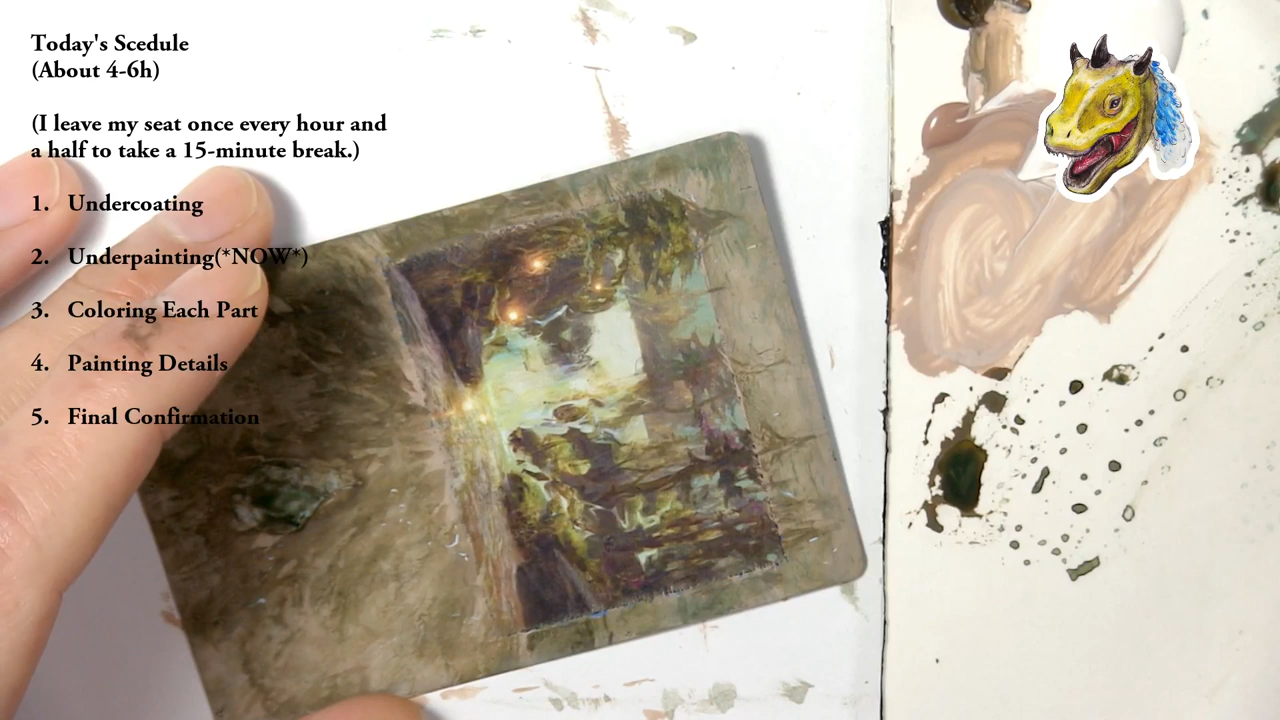 Today's Scedule
(About 4-6h)
(I leave my seat once every hour and
a half to take a 15-minute break.)
1. Undercoating
2. Underpainting(*NOW*)
3. Coloring Each Part
4. Painting Details
5. Final Confirmation